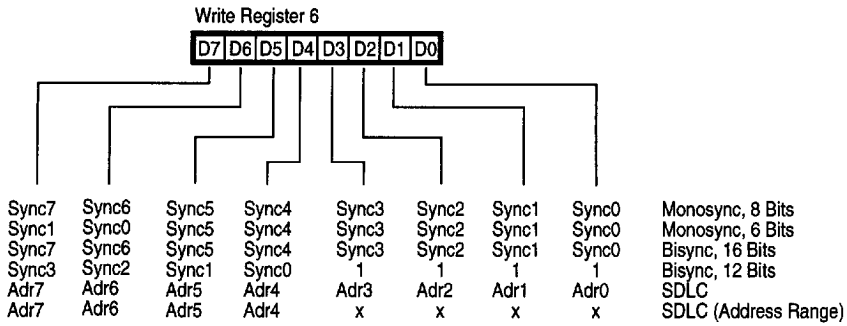 Write Register 6
D7 D6 D5 D4 D3 D2 D1 D0
Sync7 Sync6 Sync5 Sync4 Sync3 Sync2 Sync1 Sync0 Monosync, 8 Bits
Sync1 Sync0 Sync5 Sync4 Sync3 Sync2 Sync1 Sync0 Monosync, 6 Bits
Sync7 Sync6 Sync5 Sync4 Sync3 Sync2 Sync1 Sync0 Bisync, 16 Bits
Sync3 Sync2 Sync1 Sync0 1 1 1 1 Bisync, 12 Bits
Adr7 Adr6 Adr5 Adr4 Adr3 Adr2 Adr1 Adr0 SDLC
Adr7 Adr6 Adr5 Adr4 x x x x SDLC (Address Range)